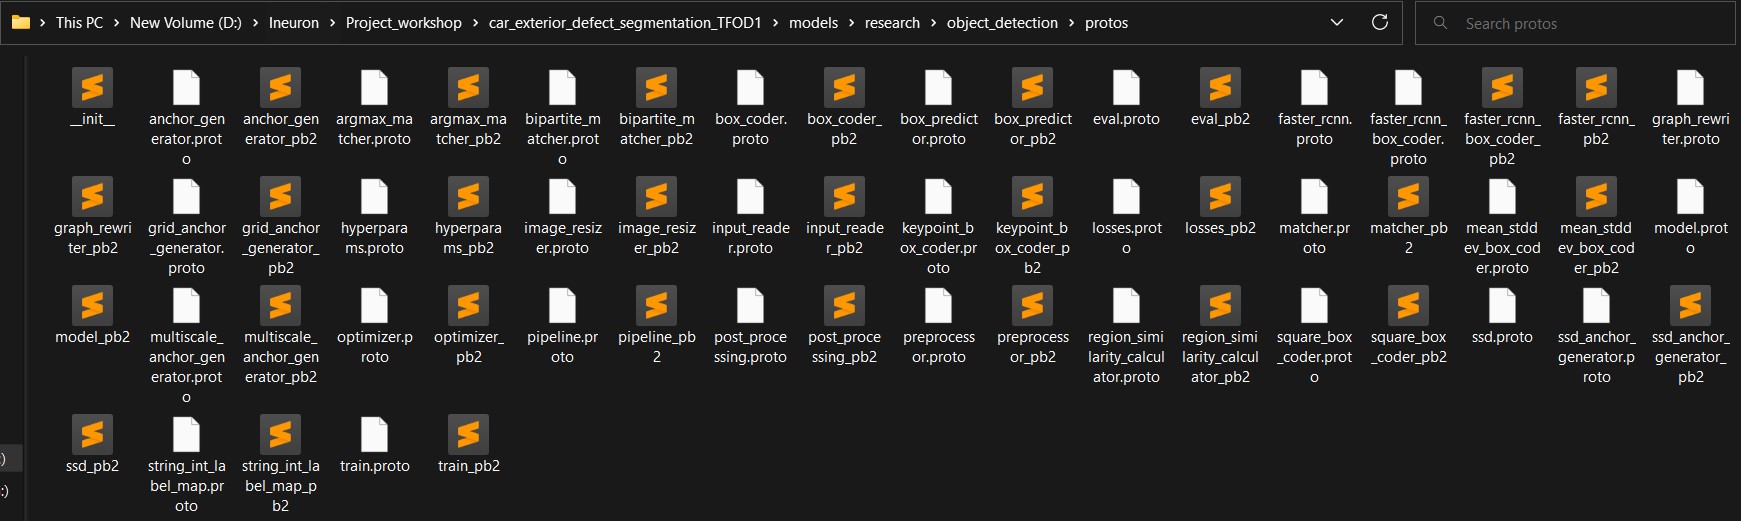 This PC > New Volume (D:) > Ineuron > Project_workshop > car_exterior_defect_segmentation_TFOD1 > models > research > object_detection > protos
Search protos
__init__
anchor_generator.proto
anchor_generator_pb2
argmax_matcher.proto
argmax_matcher_pb2
bipartite_matcher.proto
bipartite_matcher_pb2
box_coder.proto
box_coder_pb2
box_predictor.proto
box_predictor_pb2
eval.proto
eval_pb2
faster_rcnn.proto
faster_rcnn_box_coder.proto
faster_rcnn_box_coder_pb2
faster_rcnn_pb2
graph_rewriter.proto
graph_rewriter_pb2
grid_anchor_generator.proto
grid_anchor_generator_pb2
hyperparams.proto
hyperparams_pb2
image_resizer.proto
image_resizer_pb2
input_reader.proto
input_reader_pb2
keypoint_box_coder.proto
keypoint_box_coder_pb2
losses.proto
losses_pb2
matcher.proto
matcher_pb2
mean_stddev_box_coder.proto
mean_stddev_box_coder_pb2
model.proto
model_pb2
multiscale_anchor_generator.proto
multiscale_anchor_generator_pb2
optimizer.proto
optimizer_pb2
pipeline.proto
pipeline_pb2
post_processing.proto
post_processing_pb2
preprocessor.proto
preprocessor_pb2
region_similarity_calculator.proto
region_similarity_calculator_pb2
square_box_coder.proto
square_box_coder_pb2
ssd.proto
ssd_anchor_generator.proto
ssd_anchor_generator_pb2
ssd_pb2
string_int_label_map.proto
string_int_label_map_pb2
train.proto
train_pb2
:)
:)